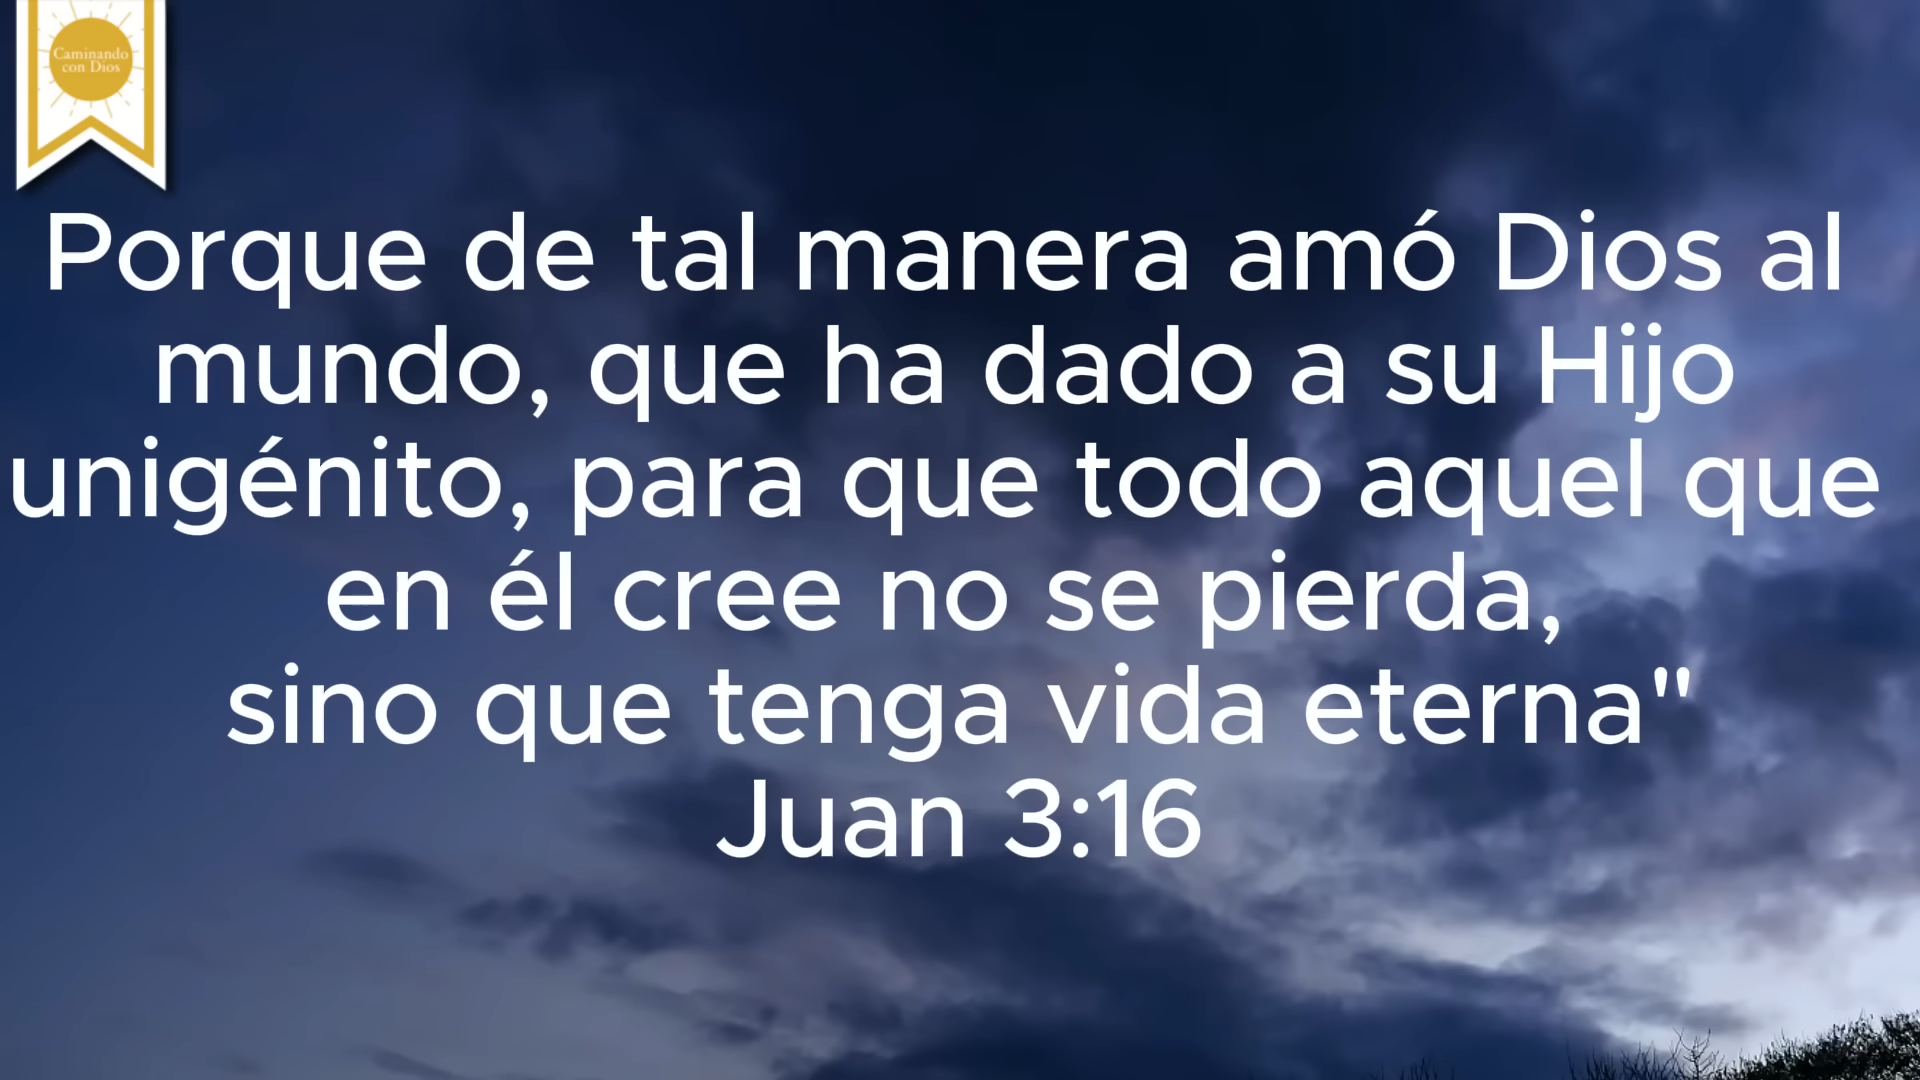 Caminando
con Dios
Porque de tal manera amó Dios al
mundo, que ha dado a su Hijo
unigénito, para que todo aquel que
en él cree no se pierda,
sino que tenga vida eterna"
Juan 3:16